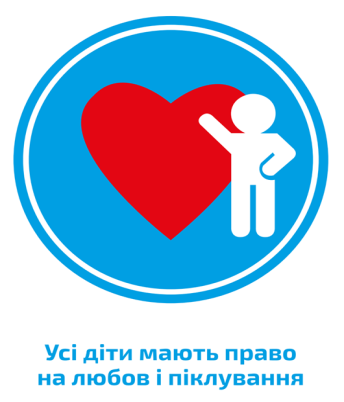 Усі діти мають право
на любов і піклування